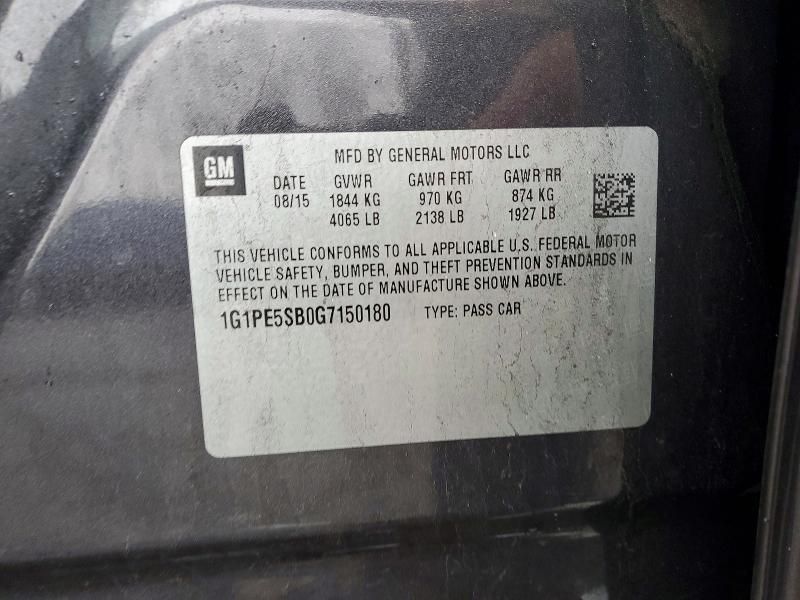 GM
MFD BY GENERAL MOTORS LLC
DATE GVWR GAWR FRT GAWR RR
08/15 1844 KG 970 KG 874 KG
4065 LB 2138 LB 1927 LB
THIS VEHICLE CONFORMS TO ALL APPLICABLE U.S. FEDERAL MOTOR
VEHICLE SAFETY, BUMPER, AND THEFT PREVENTION STANDARDS IN
EFFECT ON THE DATE OF MANUFACTURE SHOWN ABOVE.
1G1PE5SB0G7150180 TYPE: PASS CAR